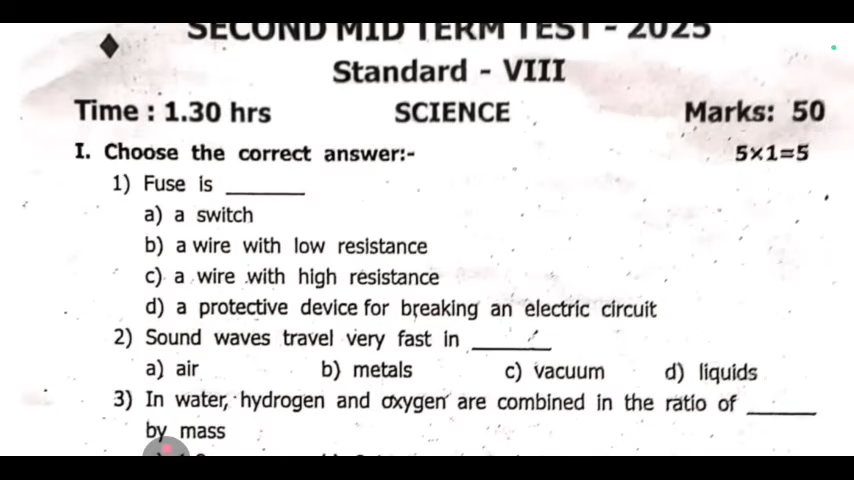 SECOND MID TERM TEST - 2025
Standard - VIII
Time : 1.30 hrs SCIENCE Marks: 50
I. Choose the correct answer:- 5×1=5
1) Fuse is ______
a) a switch
b) a wire with low resistance
c) a wire with high resistance
d) a protective device for breaking an electric circuit
2) Sound waves travel very fast in ______
a) air b) metals c) vacuum d) liquids
3) In water, hydrogen and oxygen are combined in the ratio of ______
by mass